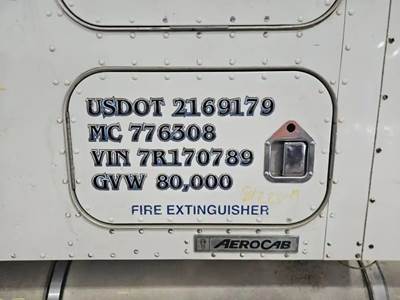 USDOT 2169179
MC 776308
VIN 7R170789
GVW 80,000
FIRE EXTINGUISHER
AEROCAB